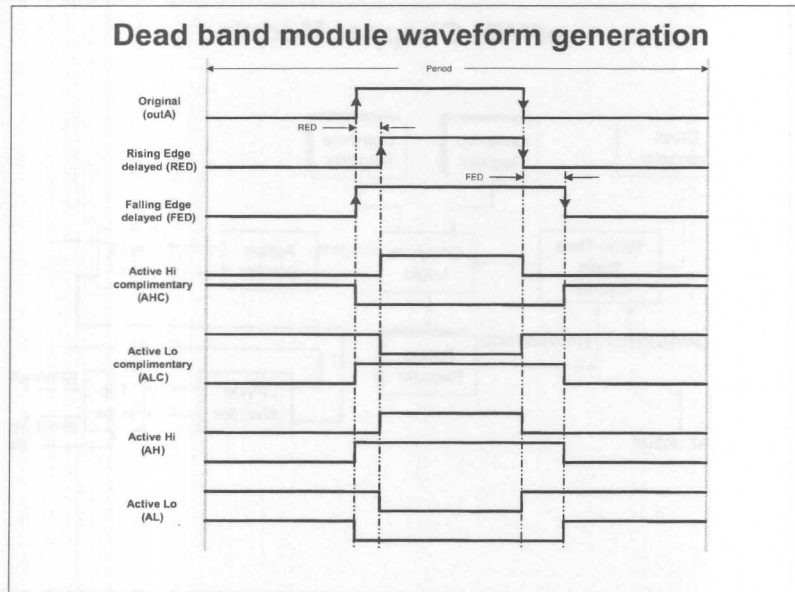 Dead band module waveform generation
Period
Original
(outA)
RED
Rising Edge
delayed (RED)
FED
Falling Edge
delayed (FED)
Active Hi
complimentary
(AHC)
Active Lo
complimentary
(ALC)
Active Hi
(AH)
Active Lo
(AL)